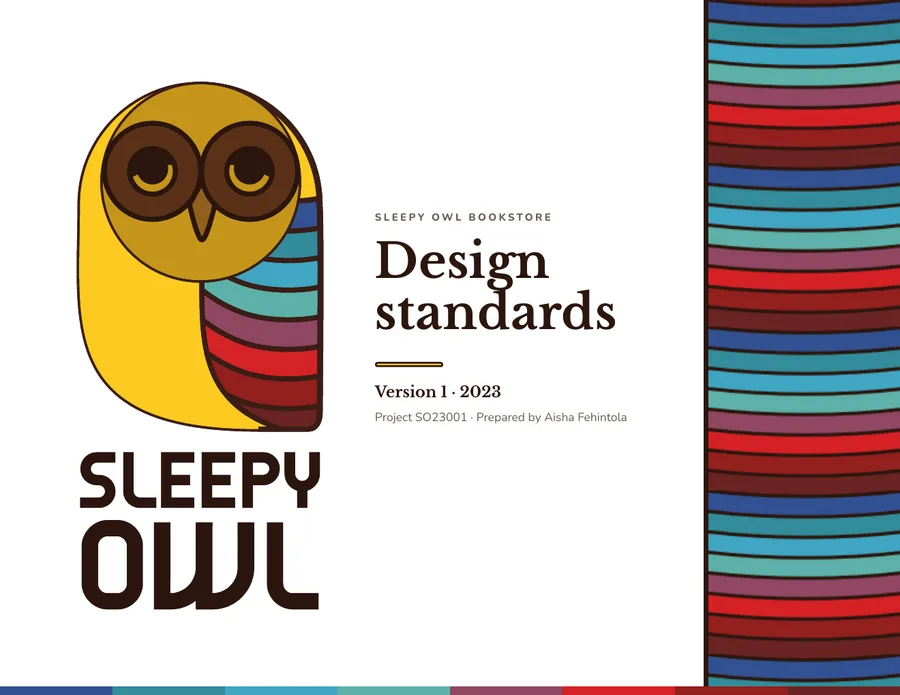 SLEEPY
OWL
SLEEPY OWL BOOKSTORE
Design
standards
Version 1 · 2023
Project SO23001 · Prepared by Aisha Fehintola